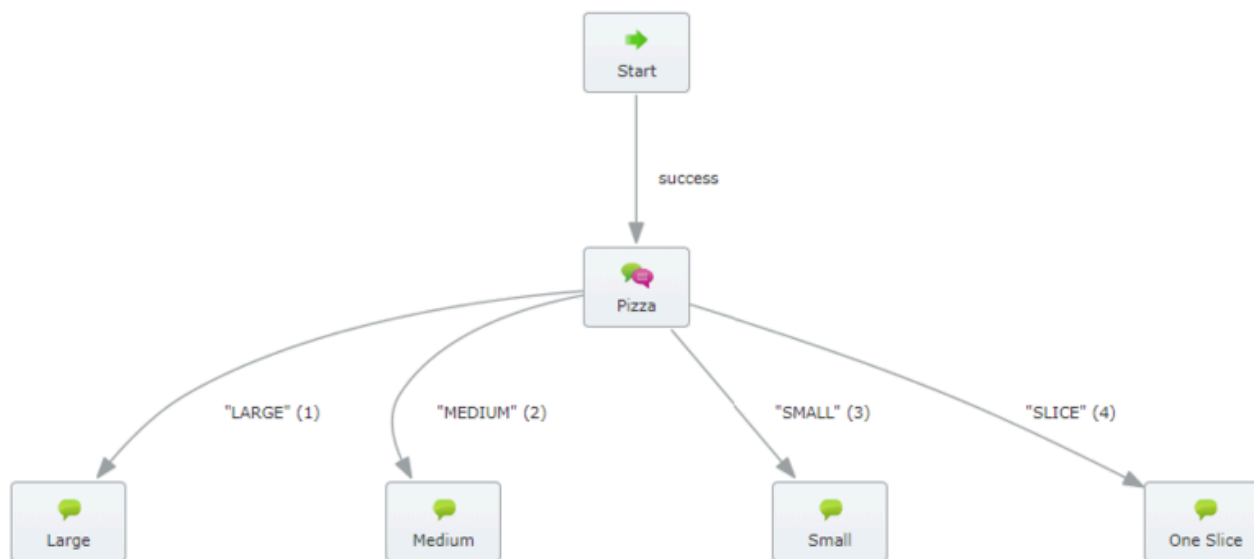 Start
success
Pizza
"LARGE" (1)
"MEDIUM" (2)
"SMALL" (3)
"SLICE" (4)
Large
Medium
Small
One Slice